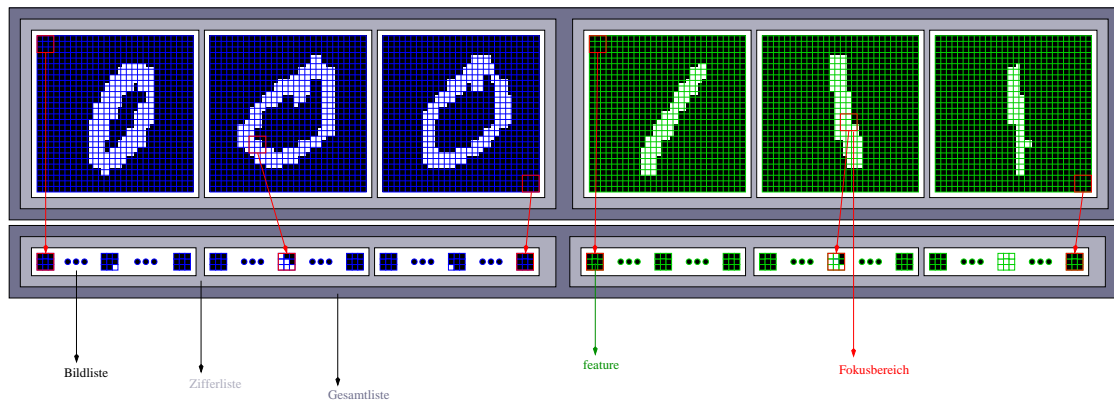 Bildliste
Zifferliste
Gesamtliste
feature
Fokusbereich